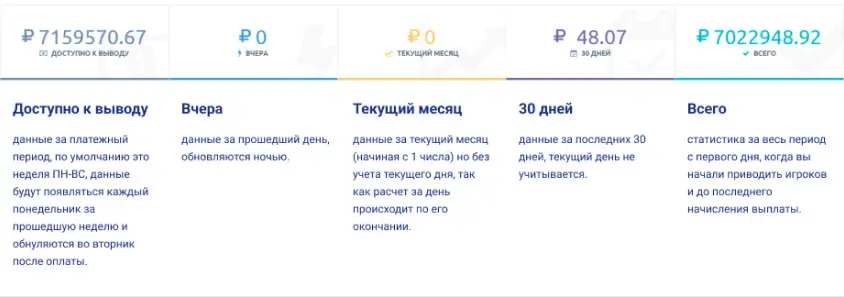 ₽ 7159570.67
ДОСТУПНО К ВЫВОДУ
₽ 0
ВЧЕРА
₽ 0
ТЕКУЩИЙ МЕСЯЦ
₽ 48.07
30 ДНЕЙ
₽ 7022948.92
ВСЕГО
Доступно к выводу
данные за платежный
период, по умолчанию это
неделя ПН-ВС, данные
будут появляться каждый
понедельник за
прошедшую неделю и
обнуляются во вторник
после оплаты.
Вчера
данные за прошедший день,
обновляются ночью.
Текущий месяц
данные за текущий месяц
(начиная с 1 числа) но без
учета текущего дня, так
как расчет за день
происходит по его
окончании.
30 дней
данные за последних 30
дней, текущий день не
учитывается.
Всего
статистика за весь период
с первого дня, когда вы
начали приводить игроков
и до последнего
начисления выплаты.